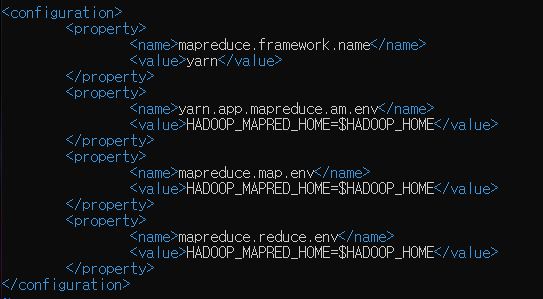 <configuration>
<property>
<name>mapreduce.framework.name</name>
<value>yarn</value>
</property>
<property>
<name>yarn.app.mapreduce.am.env</name>
<value>HADOOP_MAPRED_HOME=$HADOOP_HOME</value>
</property>
<property>
<name>mapreduce.map.env</name>
<value>HADOOP_MAPRED_HOME=$HADOOP_HOME</value>
</property>
<property>
<name>mapreduce.reduce.env</name>
<value>HADOOP_MAPRED_HOME=$HADOOP_HOME</value>
</property>
</configuration>